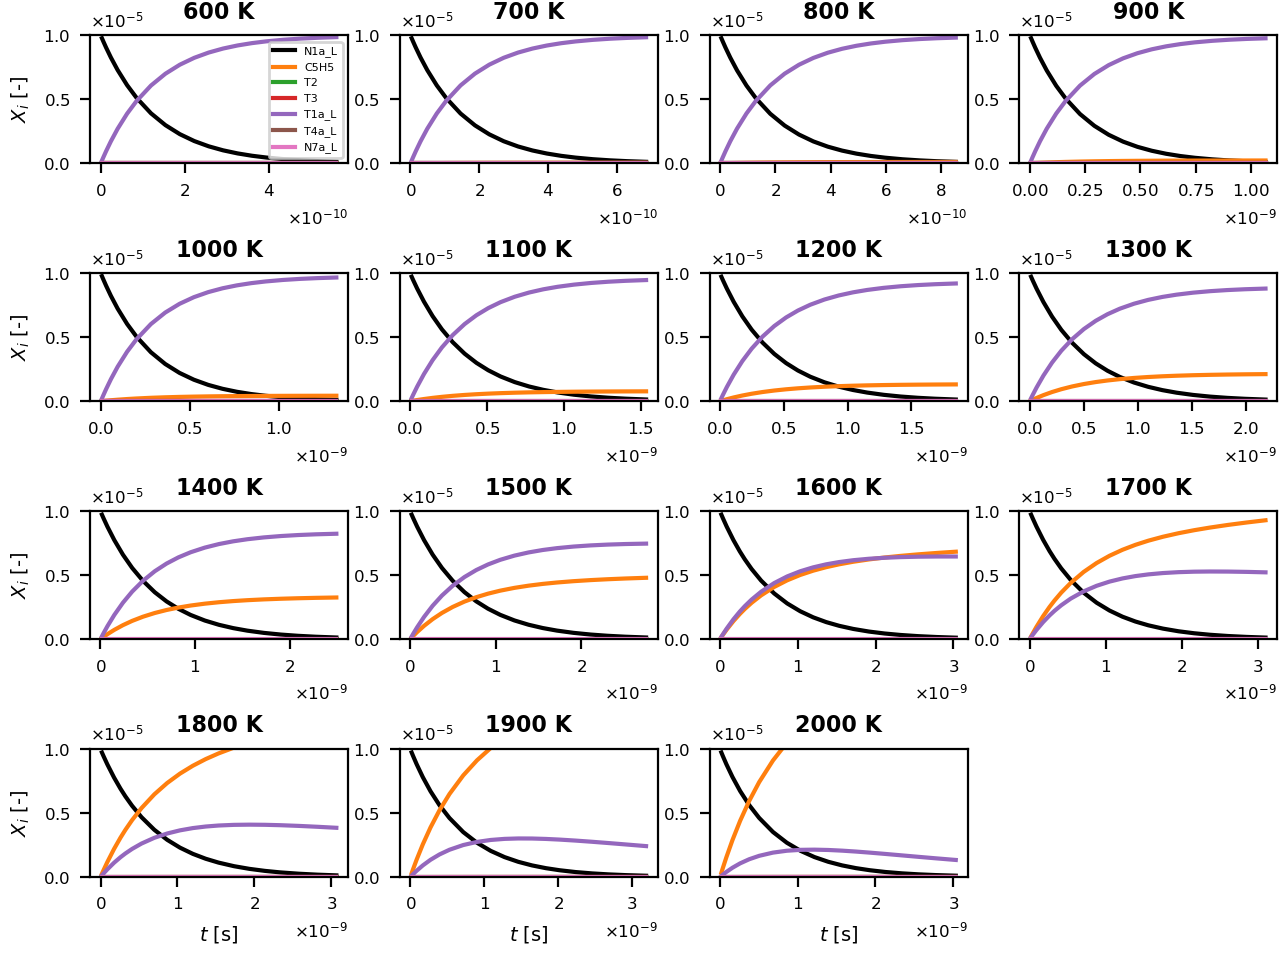 600 K 700 K 800 K 900 K
×10⁻⁵ ×10⁻⁵ ×10⁻⁵ ×10⁻⁵
1.0 1.0 1.0 1.0
N1a_L
C5H5
T2
T3
T1a_L
T4a_L
N7a_L
X_i [-]
0.5 0.5 0.5 0.5
0.0 0.0 0.0 0.0
0 2 4 0 2 4 6 0 2 4 6 8 0.00 0.25 0.50 0.75 1.00
×10⁻¹⁰ ×10⁻¹⁰ ×10⁻¹⁰ ×10⁻⁹
1000 K 1100 K 1200 K 1300 K
×10⁻⁵ ×10⁻⁵ ×10⁻⁵ ×10⁻⁵
1.0 1.0 1.0 1.0
X_i [-]
0.5 0.5 0.5 0.5
0.0 0.0 0.0 0.0
0.0 0.5 1.0 0.0 0.5 1.0 1.5 0.0 0.5 1.0 1.5 0.0 0.5 1.0 1.5 2.0
×10⁻⁹ ×10⁻⁹ ×10⁻⁹ ×10⁻⁹
1400 K 1500 K 1600 K 1700 K
×10⁻⁵ ×10⁻⁵ ×10⁻⁵ ×10⁻⁵
1.0 1.0 1.0 1.0
X_i [-]
0.5 0.5 0.5 0.5
0.0 0.0 0.0 0.0
0 1 2 0 1 2 0 1 2 3 0 1 2 3
×10⁻⁹ ×10⁻⁹ ×10⁻⁹ ×10⁻⁹
1800 K 1900 K 2000 K
×10⁻⁵ ×10⁻⁵ ×10⁻⁵
1.0 1.0 1.0
X_i [-]
0.5 0.5 0.5
0.0 0.0 0.0
0 1 2 3 0 1 2 3 0 1 2 3
×10⁻⁹ ×10⁻⁹ ×10⁻⁹
t [s] t [s] t [s]